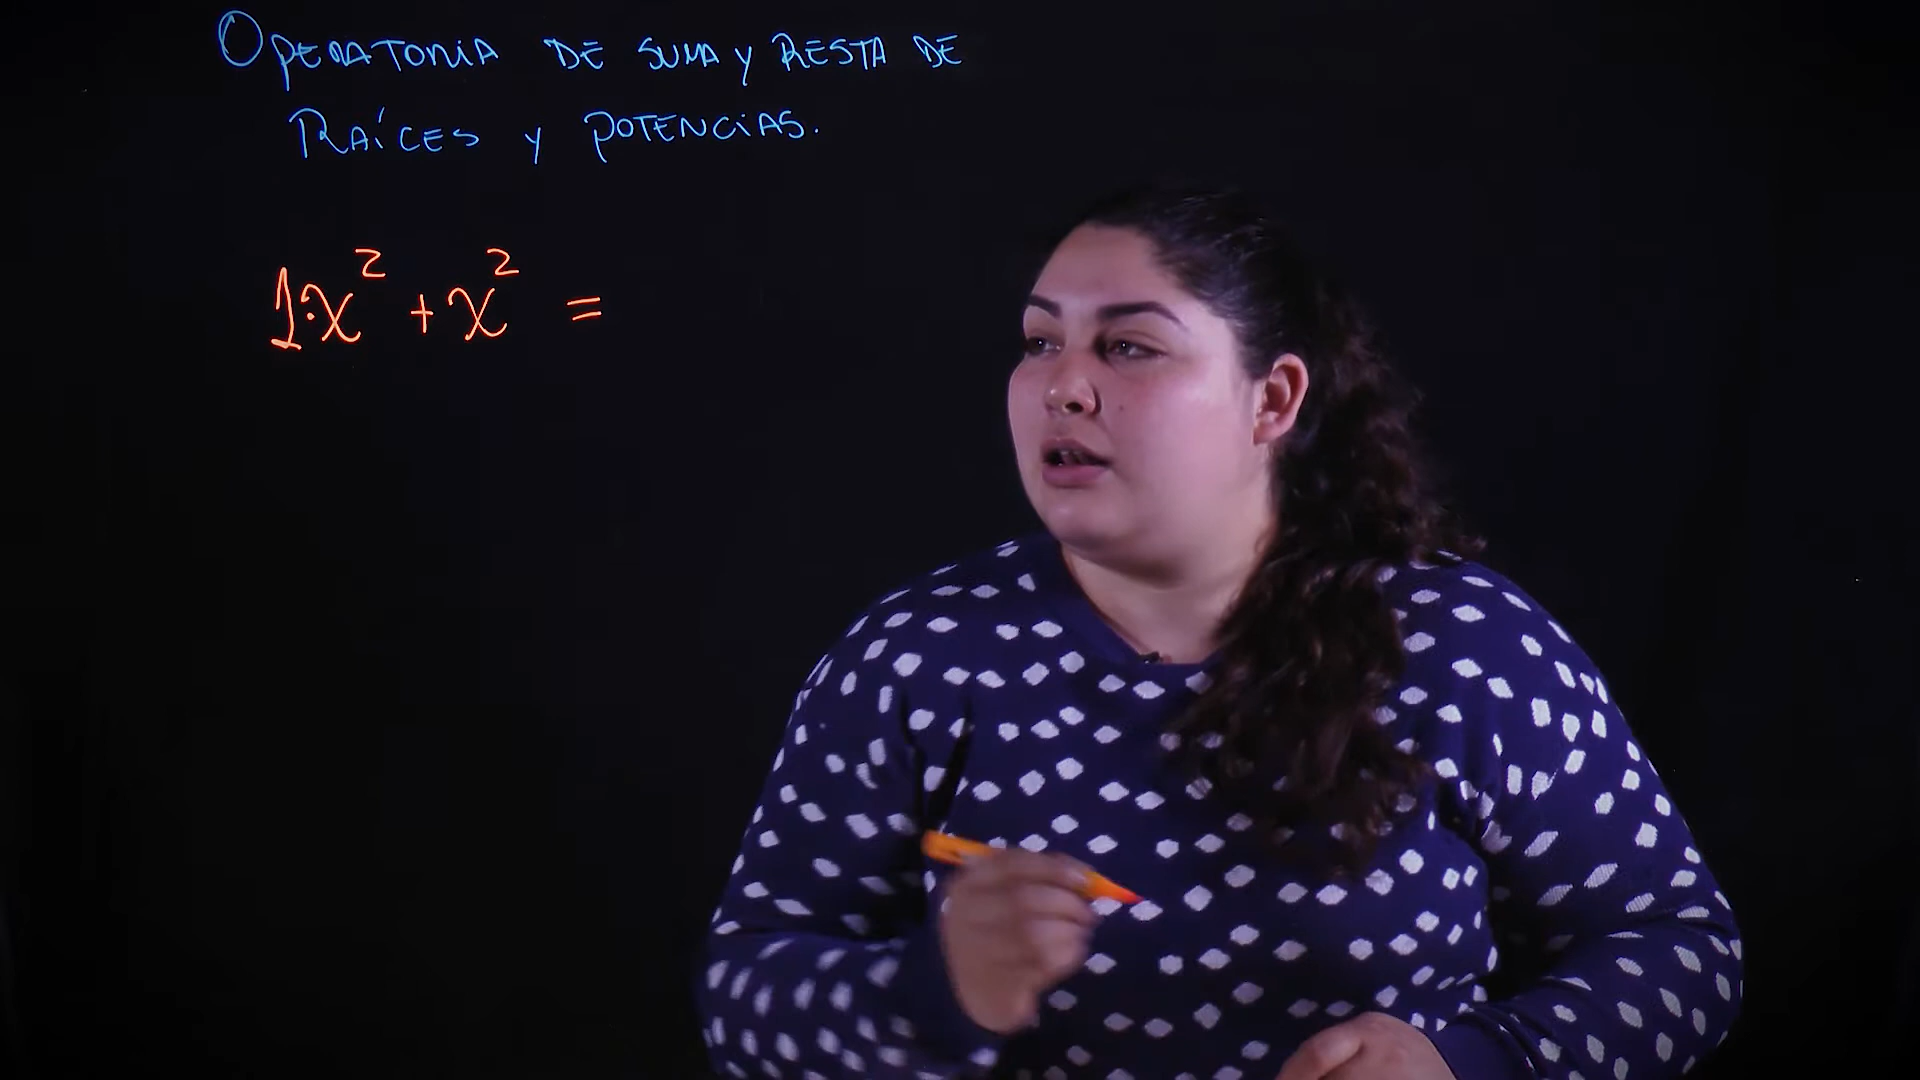 OPERATORIA DE SUMA Y RESTA DE
RAÍCES Y POTENCIAS.
1·x² + x² =